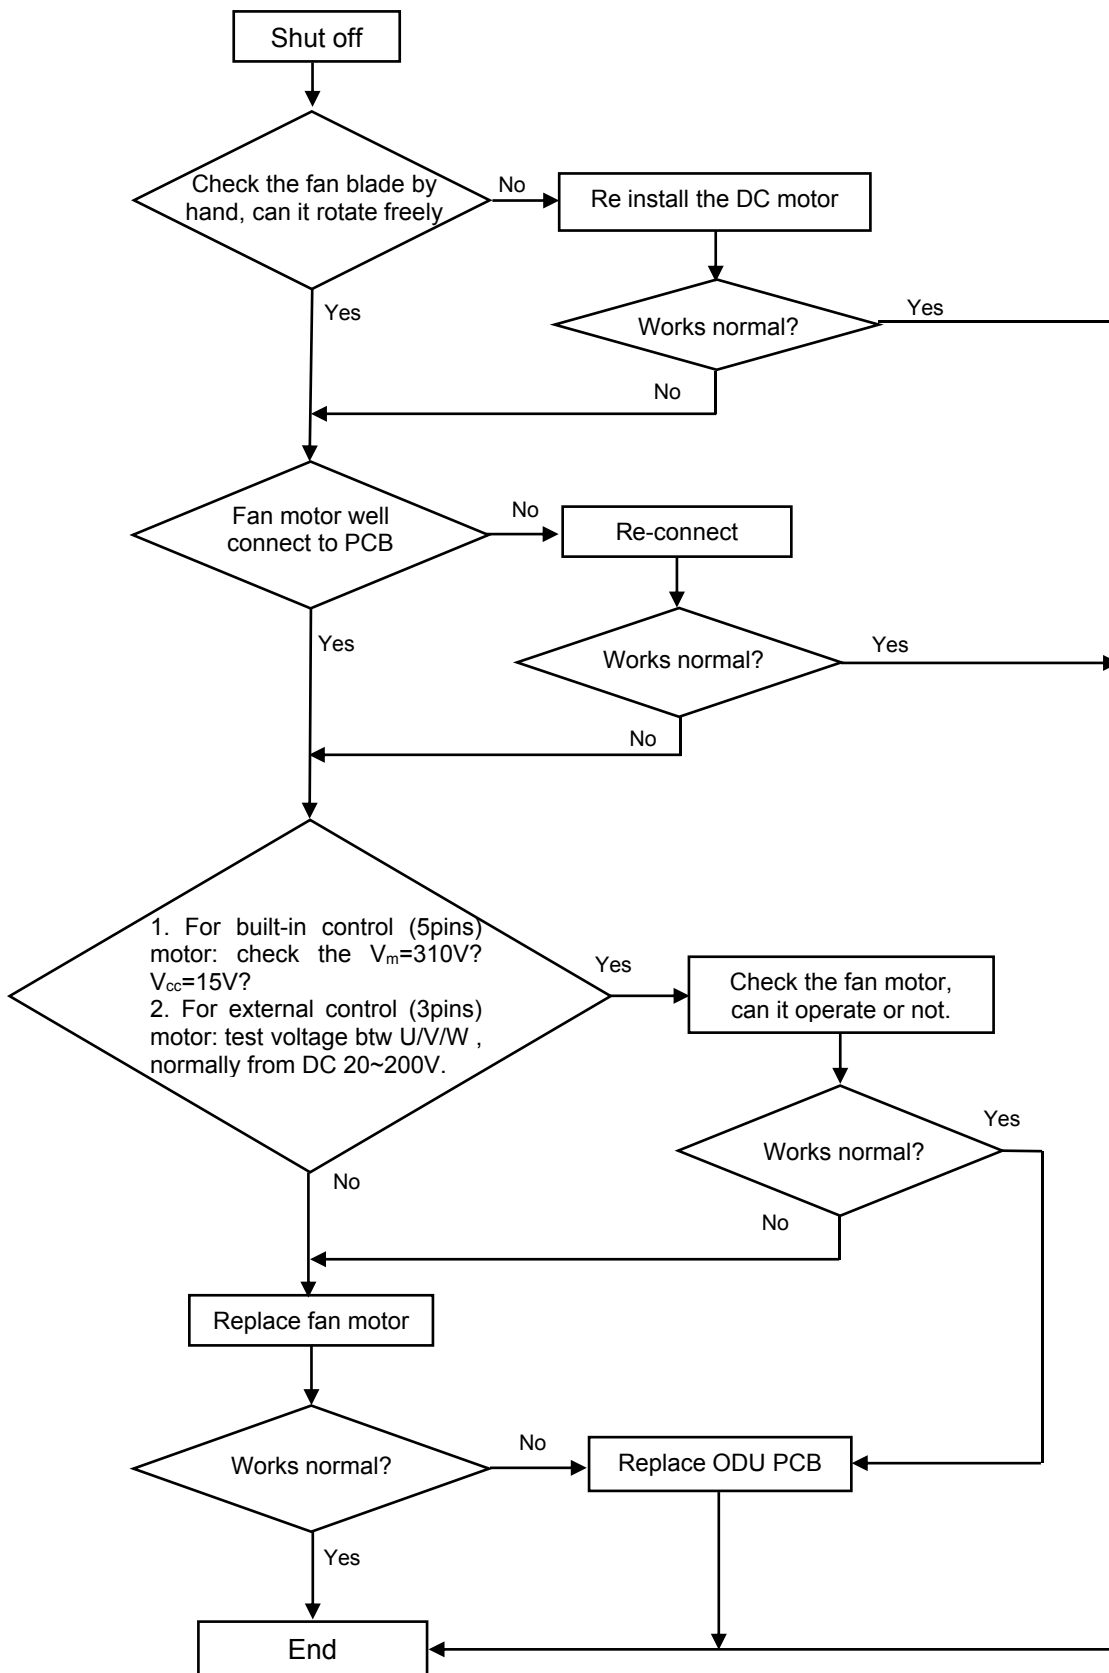 Shut off
Check the fan blade by
hand, can it rotate freely
No
Re install the DC motor
Yes
Works normal?
Yes
No
Fan motor well
connect to PCB
No
Re-connect
Yes
Works normal?
Yes
No
1. For built-in control (5pins)
motor: check the Vm=310V?
Vcc=15V?
2. For external control (3pins)
motor: test voltage btw U/V/W ,
normally from DC 20~200V.
Yes
Check the fan motor,
can it operate or not.
No
Works normal?
Yes
No
Replace fan motor
Works normal?
No
Replace ODU PCB
Yes
End